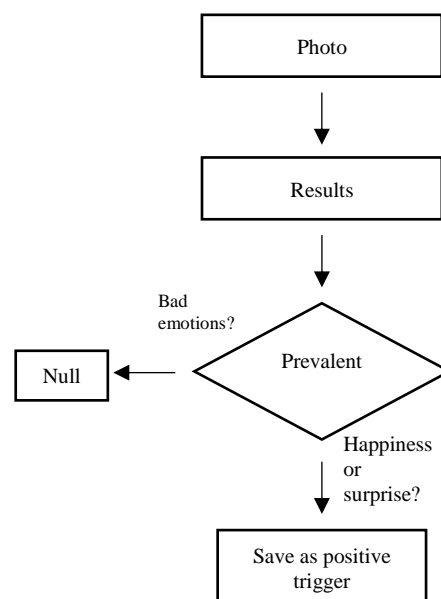 Photo
Results
Bad
emotions?
Prevalent
Null
Happiness
or
surprise?
Save as positive
trigger